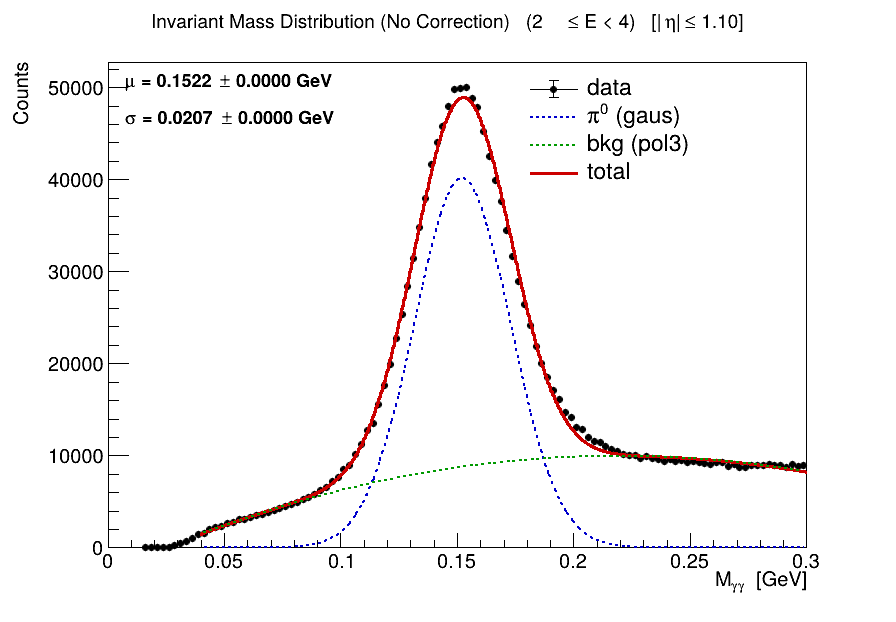 Invariant Mass Distribution (No Correction) (2 ≤ E < 4) [|η| ≤ 1.10]
Counts
μ = 0.1522 ± 0.0000 GeV
σ = 0.0207 ± 0.0000 GeV
data
π⁰ (gaus)
bkg (pol3)
total
50000
40000
30000
20000
10000
0
0 0.05 0.1 0.15 0.2 0.25 0.3
Mγγ [GeV]